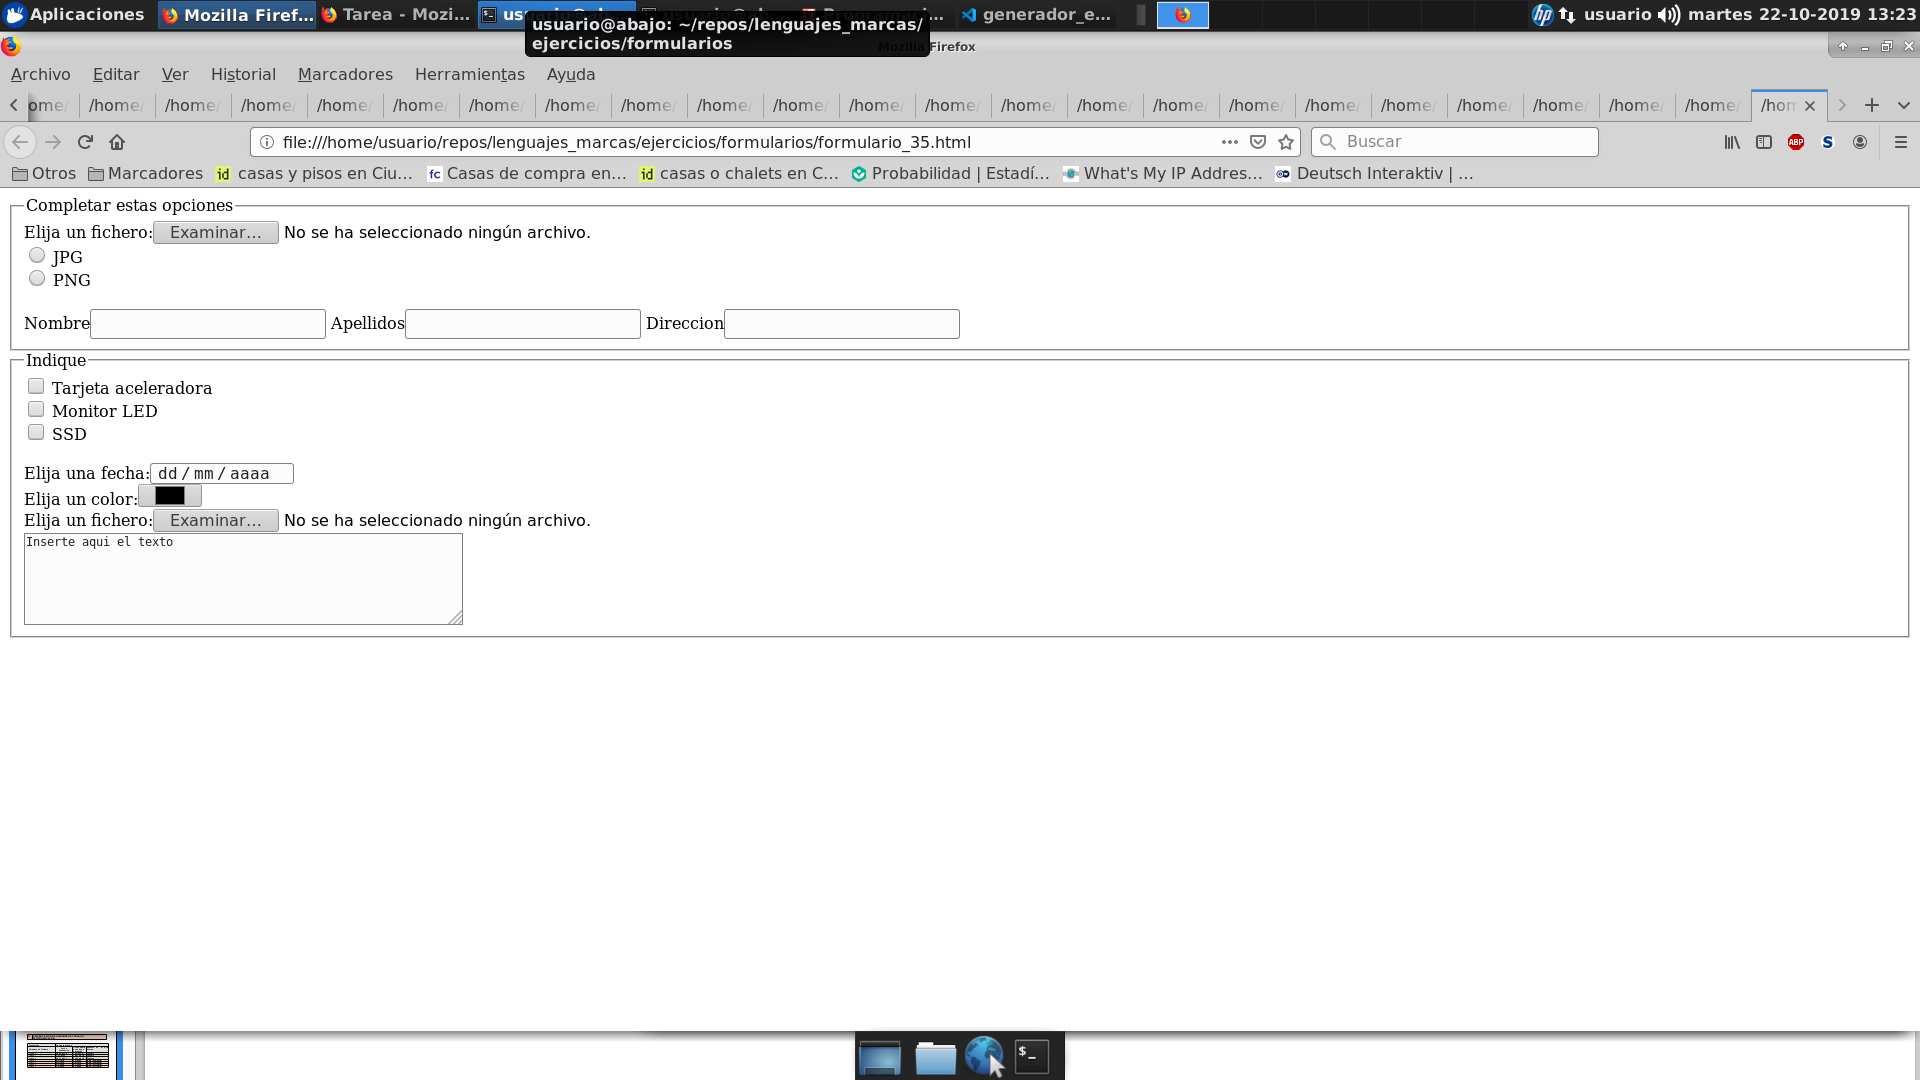 Aplicaciones Mozilla Firef... Tarea - Mozi... generador_e... usuario martes 22-10-2019 13:23
usuario@abajo: ~/repos/lenguajes_marcas/
ejercicios/formularios
Firefox
Archivo Editar Ver Historial Marcadores Herramientas Ayuda
ome/ /home/ /home/ /home/ /home/ /home/ /home/ /home/ /home/ /home/ /home/ /home/ /home/ /home/ /home/ /home/ /home/ /home/ /home/ /home/ /home/ /home/ /home/ /hom
file:///home/usuario/repos/lenguajes_marcas/ejercicios/formularios/formulario_35.html Buscar ABP S
Otros Marcadores id casas y pisos en Ciu... fc Casas de compra en... id casas o chalets en C... Probabilidad | Estadí... What's My IP Addres... Deutsch Interaktiv | ...
Completar estas opciones
Elija un fichero: Examinar... No se ha seleccionado ningún archivo.
JPG
PNG
Nombre Apellidos Direccion
Indique
Tarjeta aceleradora
Monitor LED
SSD
Elija una fecha: dd / mm / aaaa
Elija un color:
Elija un fichero: Examinar... No se ha seleccionado ningún archivo.
Inserte aqui el texto
$_